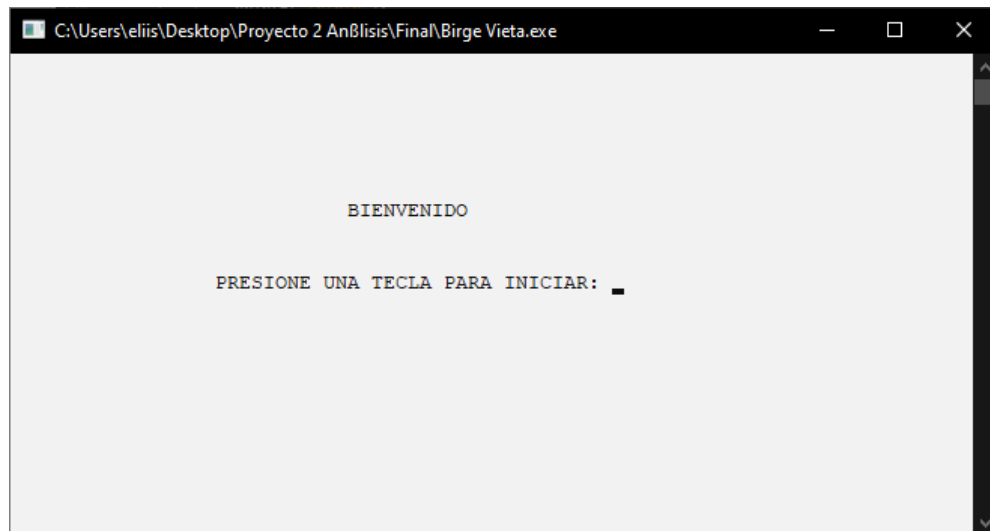 C:\Users\eliis\Desktop\Proyecto 2 Anßlisis\Final\Birge Vieta.exe
BIENVENIDO
PRESIONE UNA TECLA PARA INICIAR: